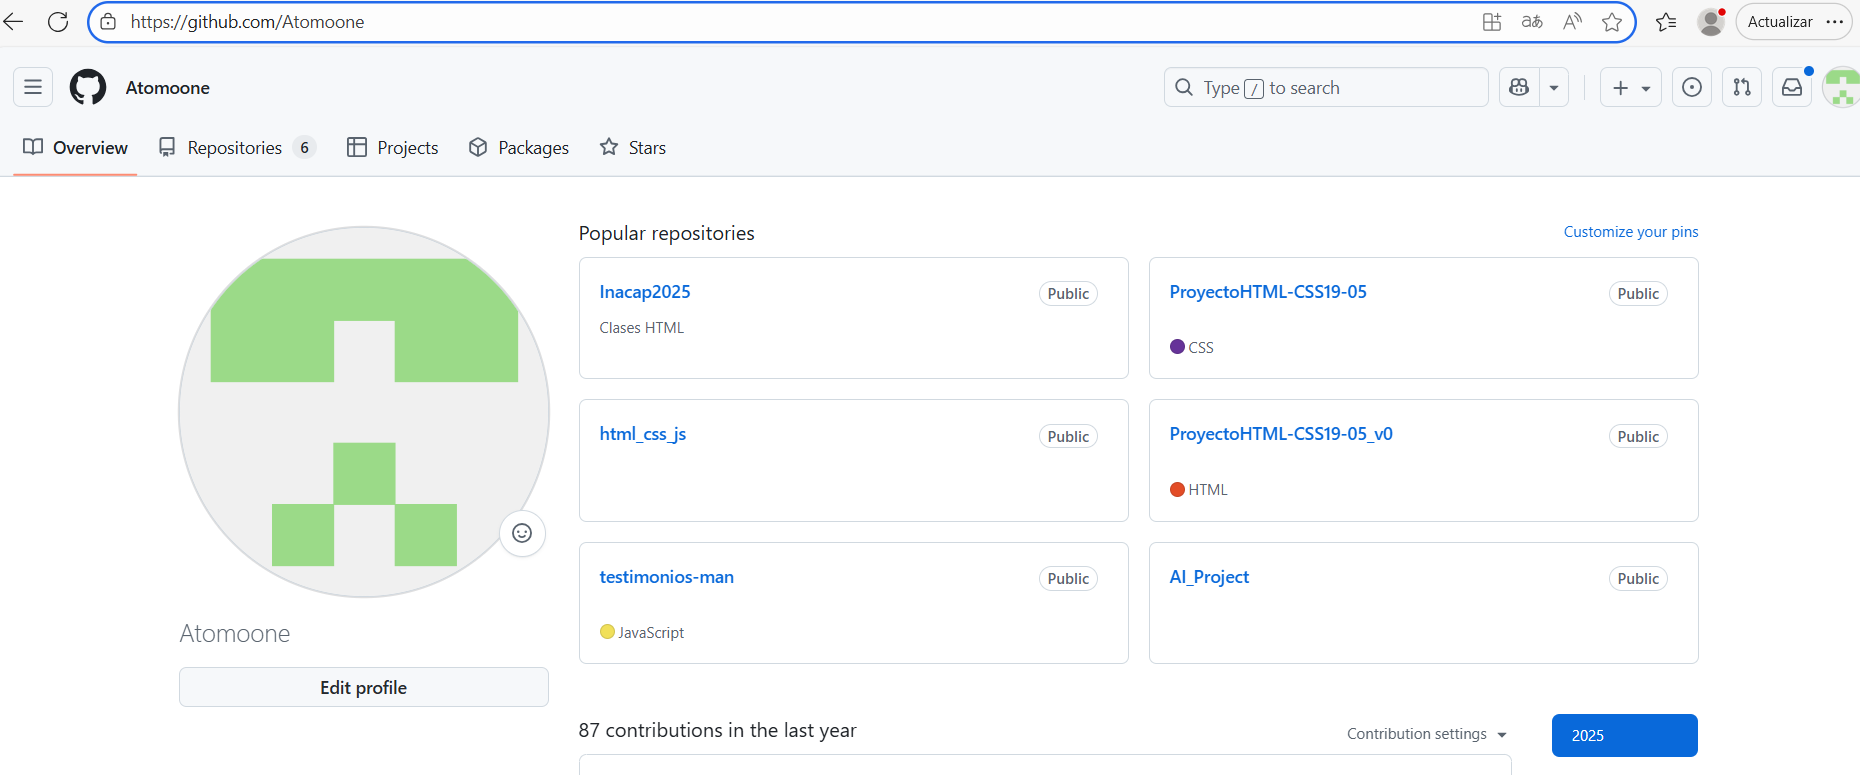 https://github.com/Atomoone
Actualizar
Atomoone
Type / to search
Overview
Repositories 6
Projects
Packages
Stars
Popular repositories
Customize your pins
Inacap2025
Public
Clases HTML
ProyectoHTML-CSS19-05
Public
CSS
html_css_js
Public
ProyectoHTML-CSS19-05_v0
Public
HTML
testimonios-man
Public
JavaScript
AI_Project
Public
Atomoone
Edit profile
87 contributions in the last year
Contribution settings
2025